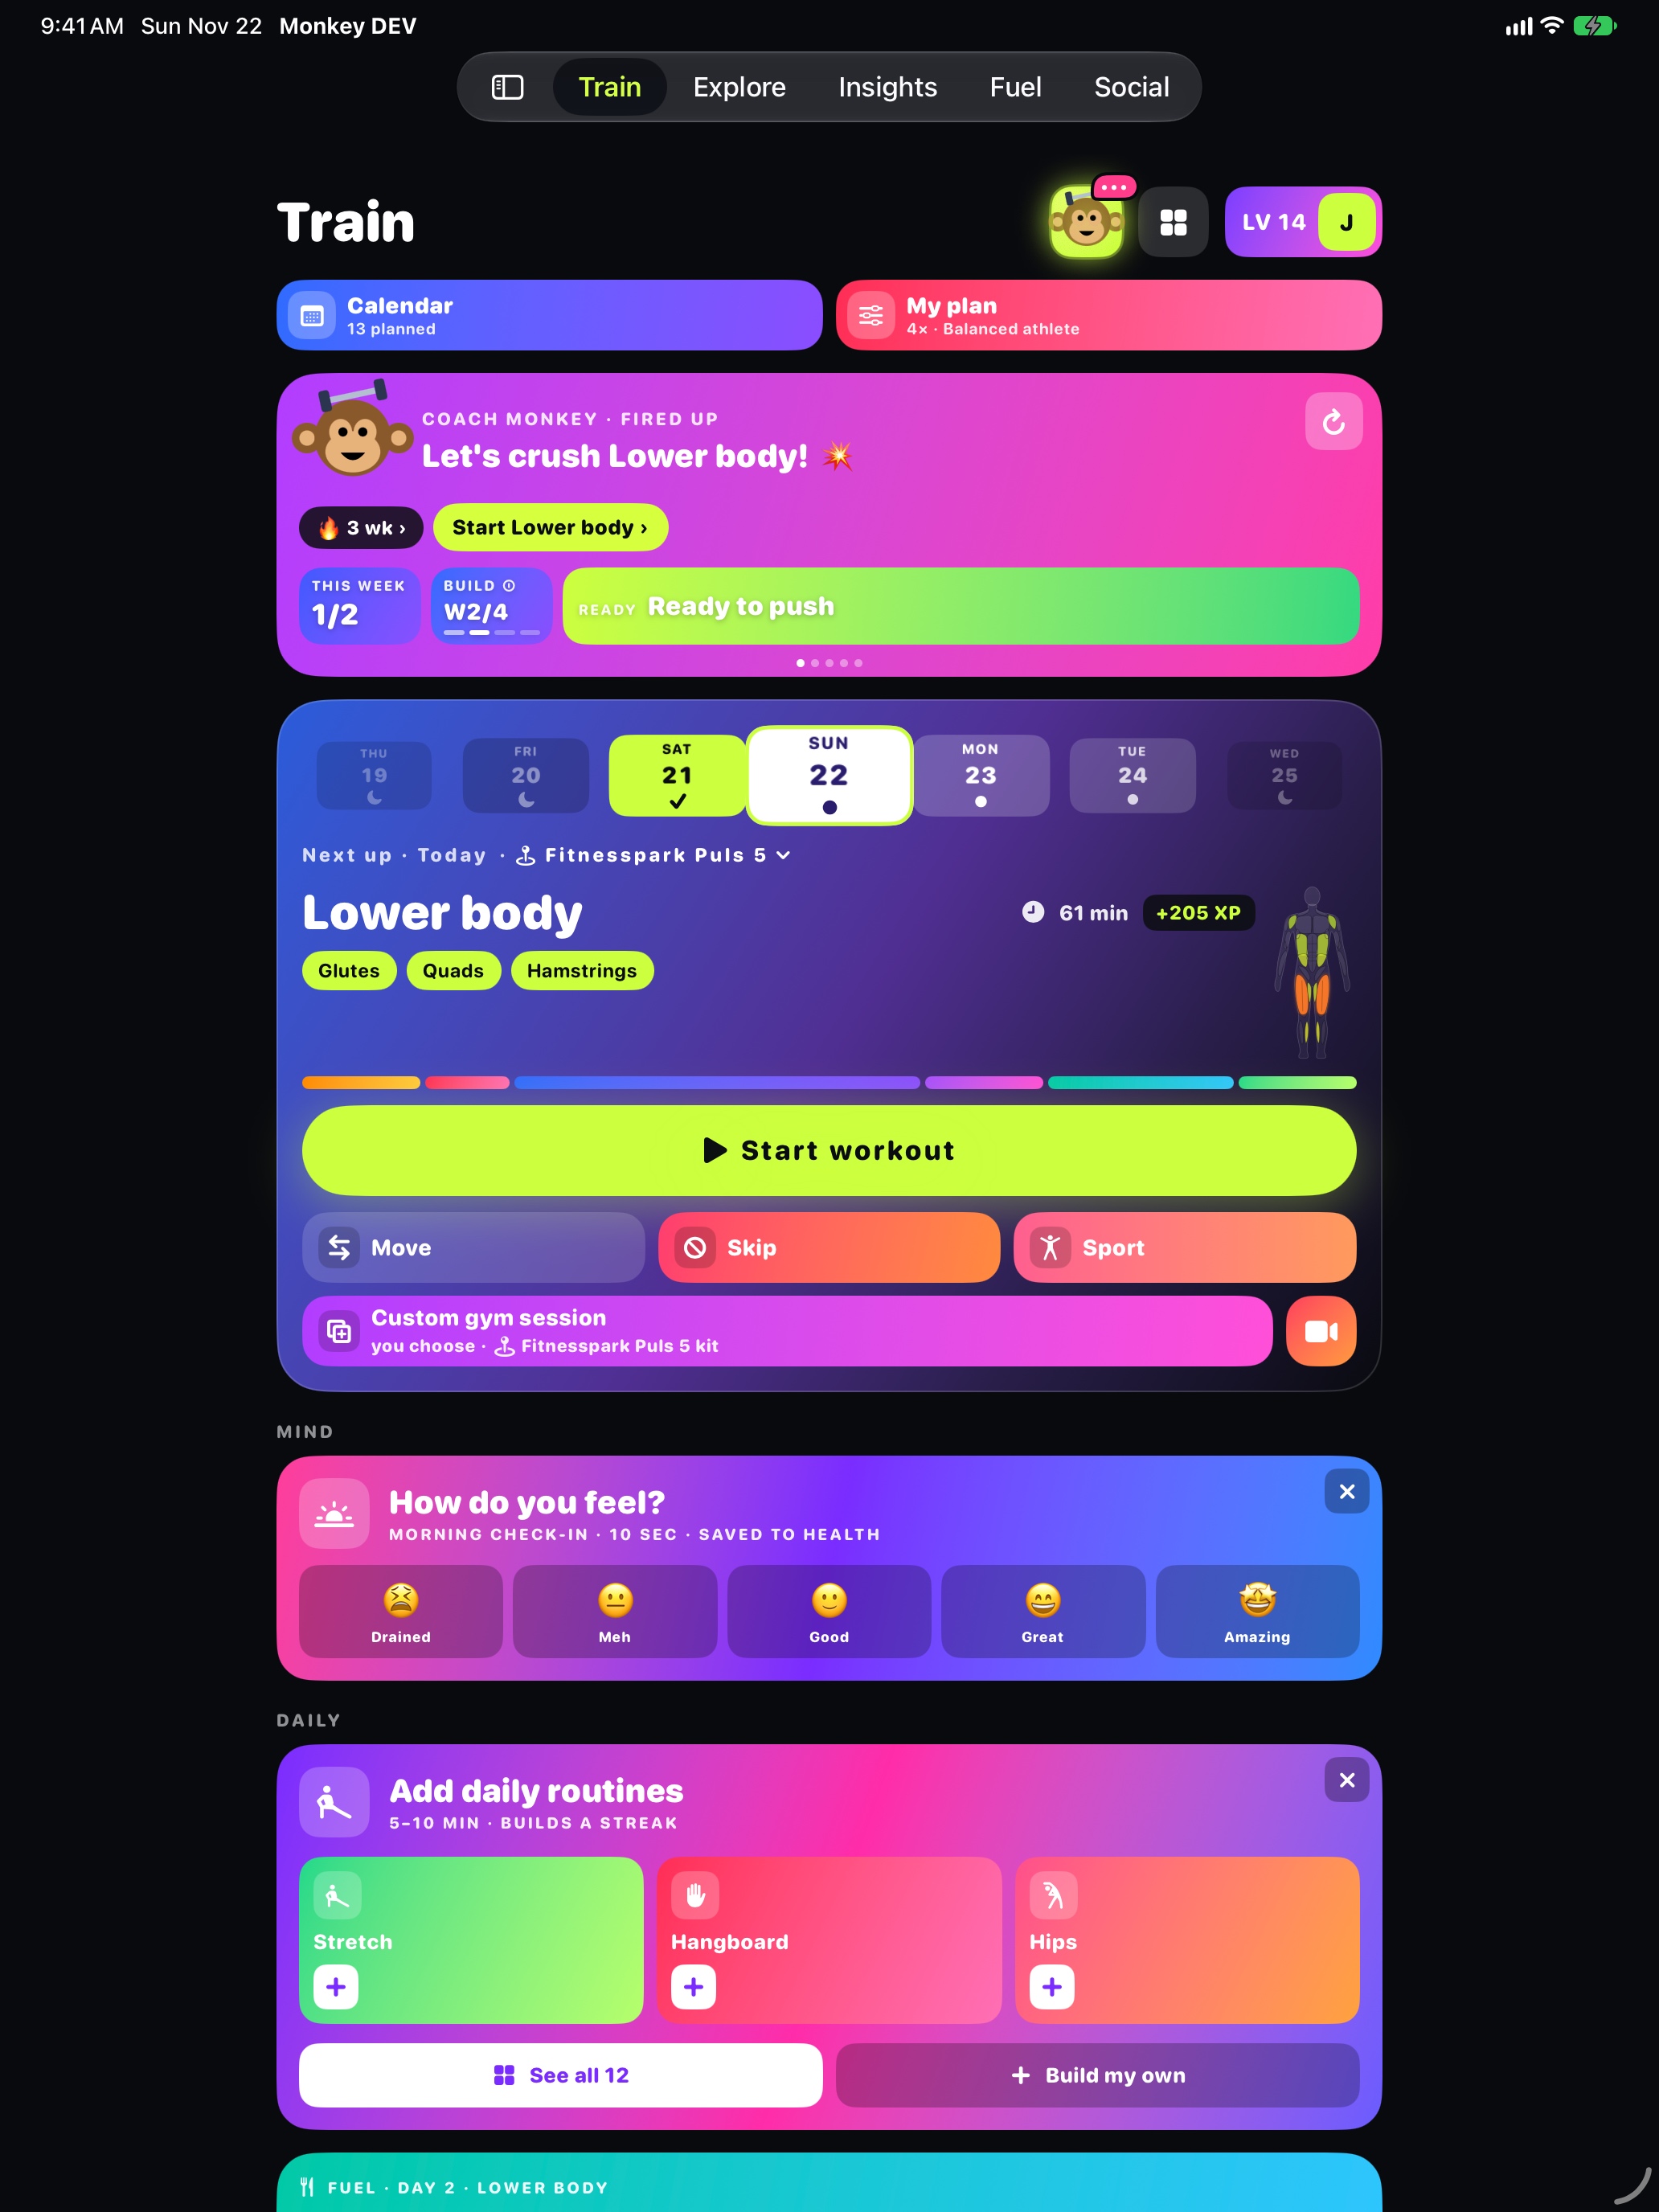 9:41 AM Sun Nov 22 Monkey DEV
Train Explore Insights Fuel Social
Train
LV 14 J
Calendar
13 planned
My plan
4× · Balanced athlete
COACH MONKEY · FIRED UP
Let's crush Lower body! 💥
🔥 3 wk ›
Start Lower body ›
THIS WEEK
1/2
BUILD
W2/4
READY Ready to push
THU
19
FRI
20
SAT
21
SUN
22
MON
23
TUE
24
WED
25
Next up · Today · Fitnesspark Puls 5
Lower body
61 min
+205 XP
Glutes
Quads
Hamstrings
Start workout
Move
Skip
Sport
Custom gym session
you choose · Fitnesspark Puls 5 kit
MIND
How do you feel?
MORNING CHECK-IN · 10 SEC · SAVED TO HEALTH
Drained
Meh
Good
Great
Amazing
DAILY
Add daily routines
5–10 MIN · BUILDS A STREAK
Stretch
Hangboard
Hips
See all 12
Build my own
FUEL · DAY 2 · LOWER BODY